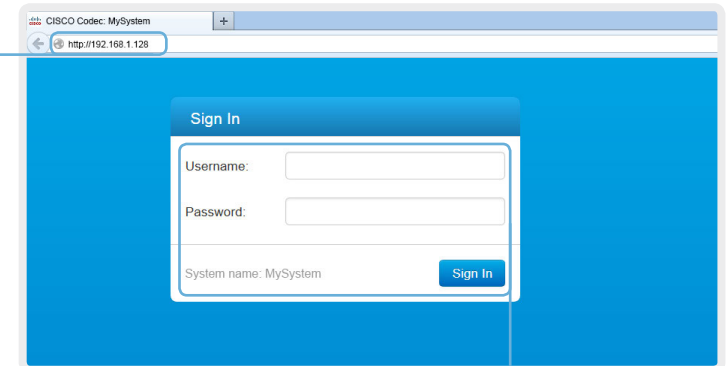 CISCO Codec: MySystem
+
http://192.168.1.128
Sign In
Username:
Password:
System name: MySystem
Sign In